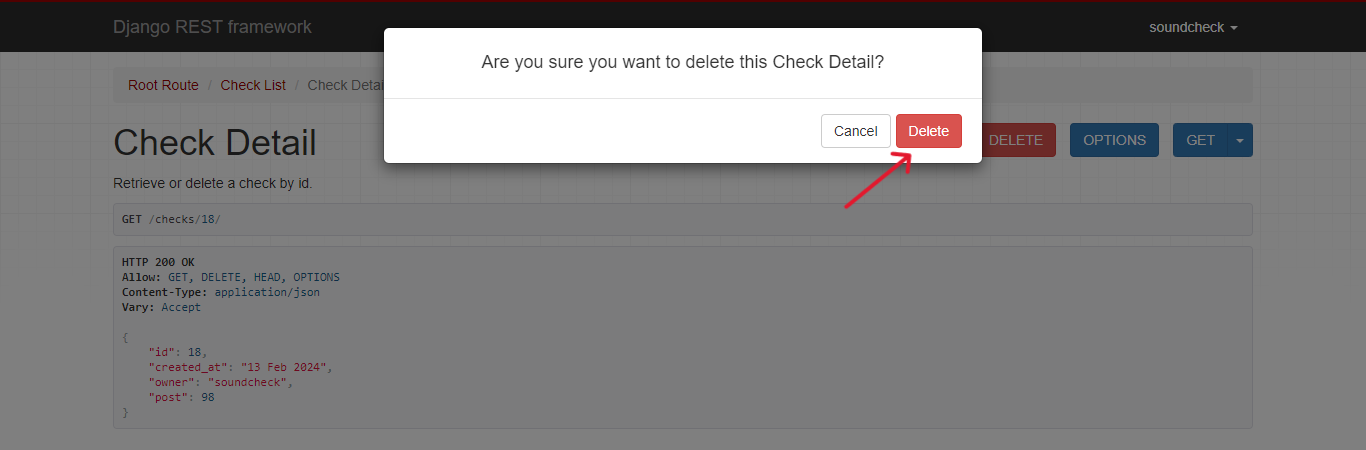 Django REST framework
soundcheck
Are you sure you want to delete this Check Detail?
Cancel Delete
Root Route / Check List / Check Detai
Check Detail
DELETE OPTIONS GET
Retrieve or delete a check by id.
GET /checks/18/
HTTP 200 OK
Allow: GET, DELETE, HEAD, OPTIONS
Content-Type: application/json
Vary: Accept
{
    "id": 18,
    "created_at": "13 Feb 2024",
    "owner": "soundcheck",
    "post": 98
}